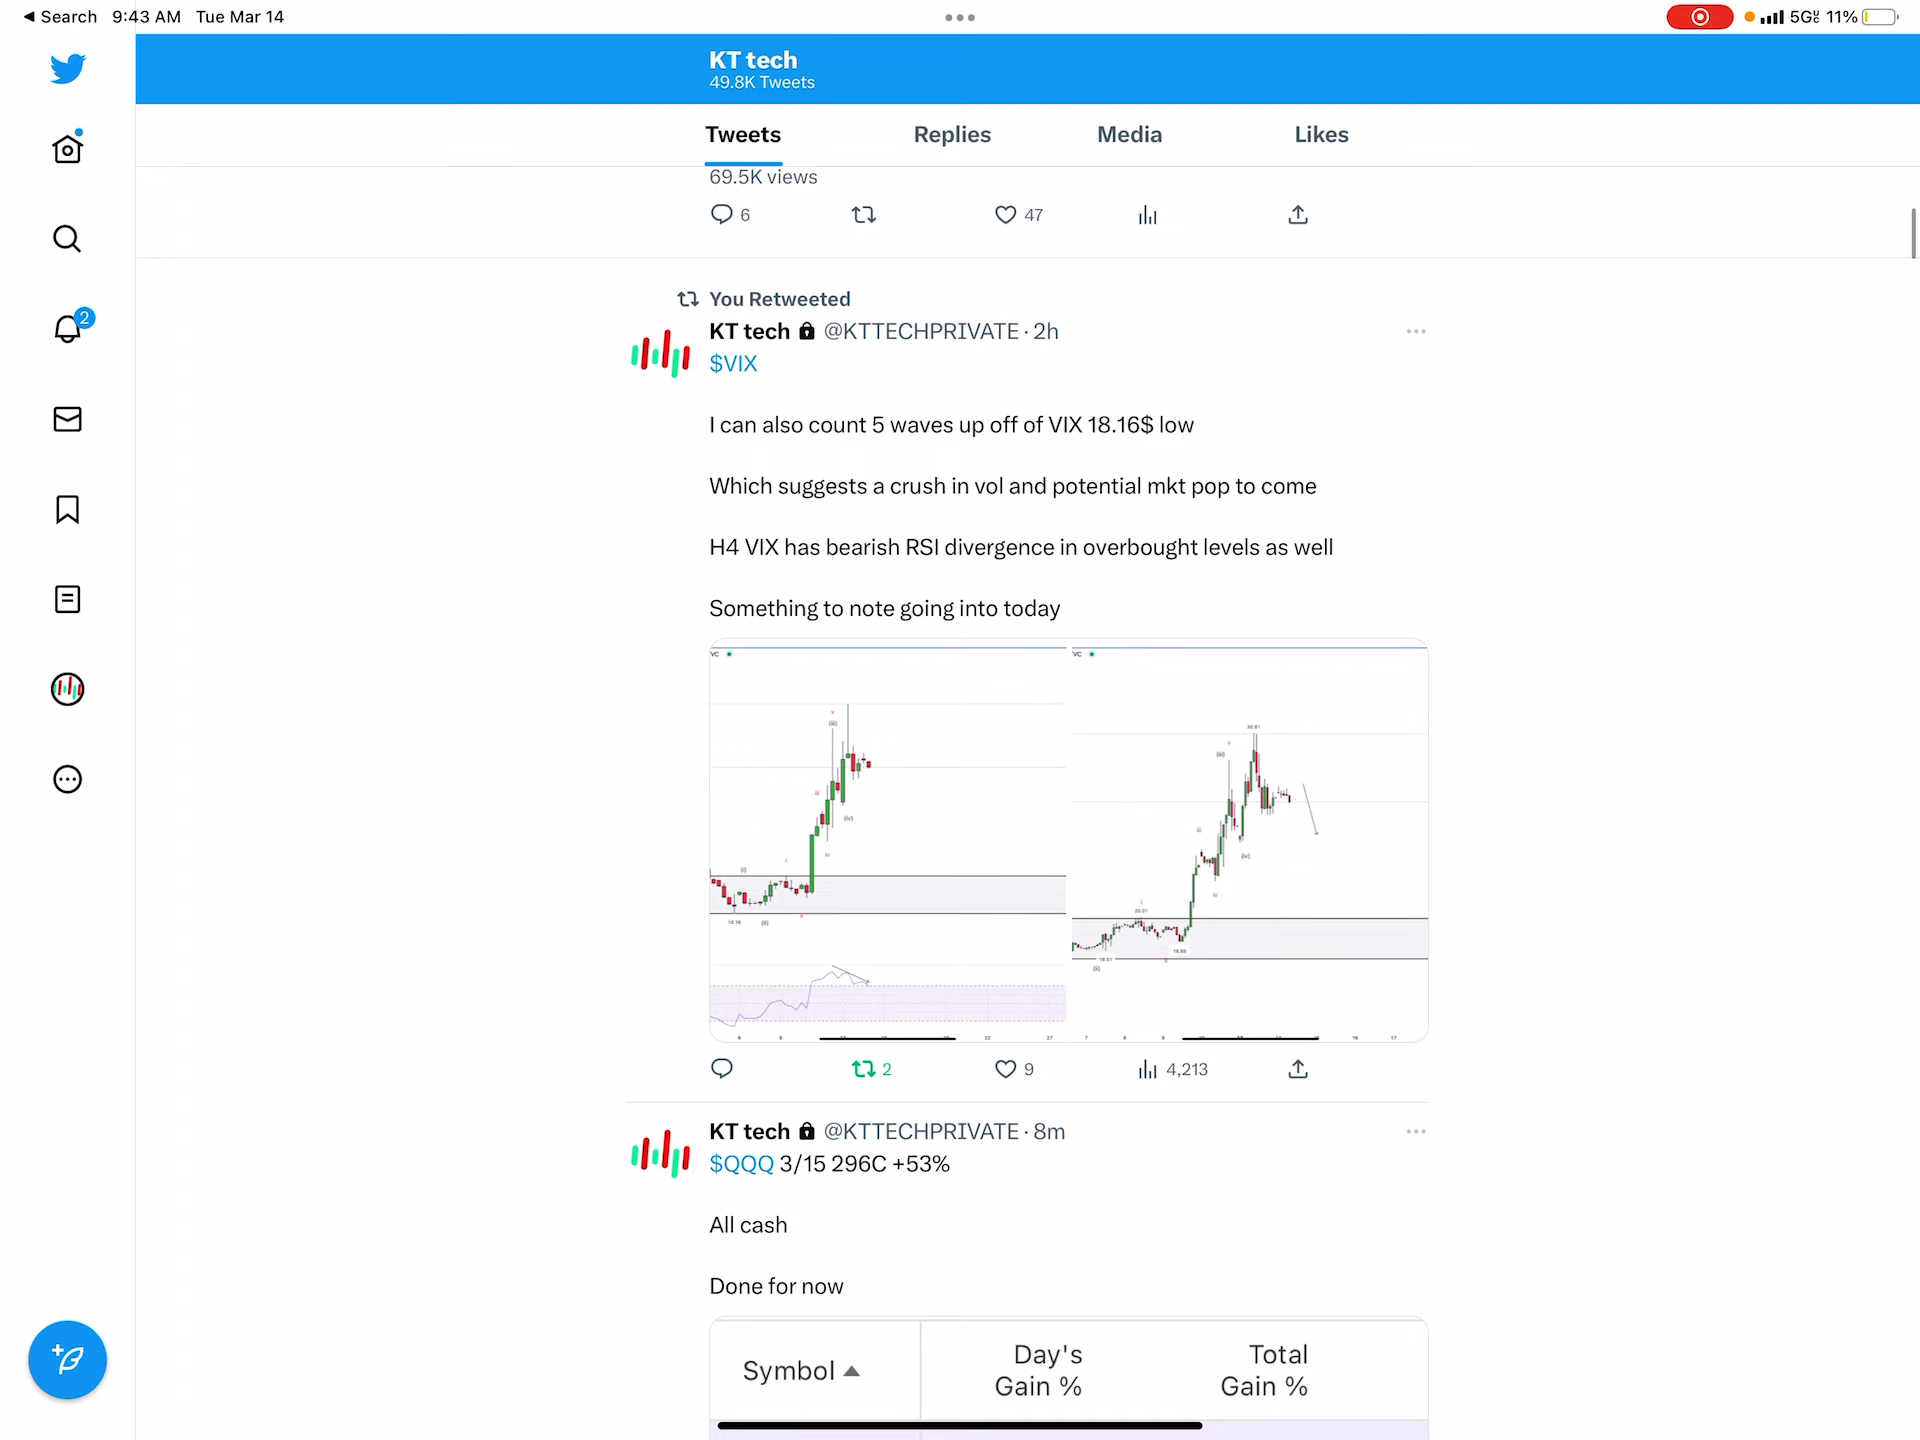 Search 9:43 AM Tue Mar 14
5G 11%
KT tech
49.8K Tweets
Tweets Replies Media Likes
69.5K views
6 47
2
You Retweeted
KT tech @KTTECHPRIVATE · 2h
$VIX
I can also count 5 waves up off of VIX 18.16$ low
Which suggests a crush in vol and potential mkt pop to come
H4 VIX has bearish RSI divergence in overbought levels as well
Something to note going into today
2 9 4,213
KT tech @KTTECHPRIVATE · 8m
$QQQ 3/15 296C +53%
All cash
Done for now
Symbol Day's Gain % Total Gain %